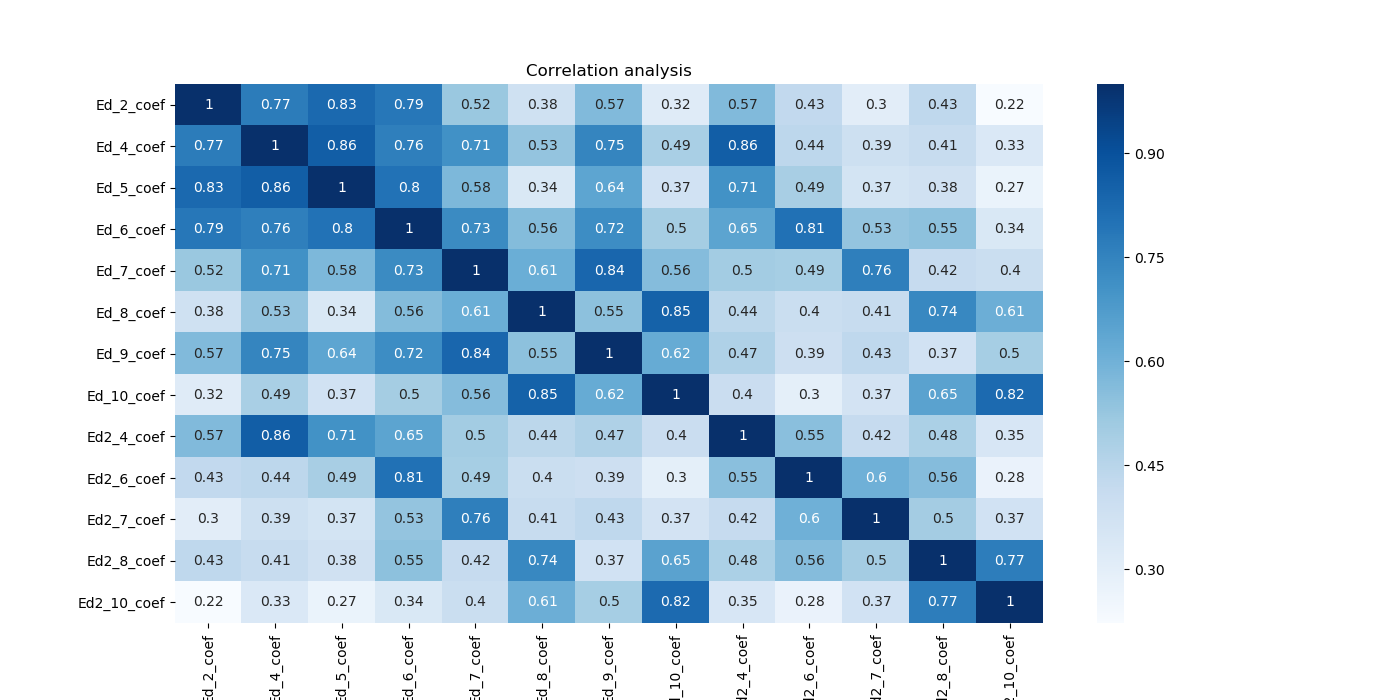 Correlation analysis
Ed_2_coef 1 0.77 0.83 0.79 0.52 0.38 0.57 0.32 0.57 0.43 0.3 0.43 0.22
Ed_4_coef 0.77 1 0.86 0.76 0.71 0.53 0.75 0.49 0.86 0.44 0.39 0.41 0.33
Ed_5_coef 0.83 0.86 1 0.8 0.58 0.34 0.64 0.37 0.71 0.49 0.37 0.38 0.27
Ed_6_coef 0.79 0.76 0.8 1 0.73 0.56 0.72 0.5 0.65 0.81 0.53 0.55 0.34
Ed_7_coef 0.52 0.71 0.58 0.73 1 0.61 0.84 0.56 0.5 0.49 0.76 0.42 0.4
Ed_8_coef 0.38 0.53 0.34 0.56 0.61 1 0.55 0.85 0.44 0.4 0.41 0.74 0.61
Ed_9_coef 0.57 0.75 0.64 0.72 0.84 0.55 1 0.62 0.47 0.39 0.43 0.37 0.5
Ed_10_coef 0.32 0.49 0.37 0.5 0.56 0.85 0.62 1 0.4 0.3 0.37 0.65 0.82
Ed2_4_coef 0.57 0.86 0.71 0.65 0.5 0.44 0.47 0.4 1 0.55 0.42 0.48 0.35
Ed2_6_coef 0.43 0.44 0.49 0.81 0.49 0.4 0.39 0.3 0.55 1 0.6 0.56 0.28
Ed2_7_coef 0.3 0.39 0.37 0.53 0.76 0.41 0.43 0.37 0.42 0.6 1 0.5 0.37
Ed2_8_coef 0.43 0.41 0.38 0.55 0.42 0.74 0.37 0.65 0.48 0.56 0.5 1 0.77
Ed2_10_coef 0.22 0.33 0.27 0.34 0.4 0.61 0.5 0.82 0.35 0.28 0.37 0.77 1
Ed_2_coef
Ed_4_coef
Ed_5_coef
Ed_6_coef
Ed_7_coef
Ed_8_coef
Ed_9_coef
_10_coef
d2_4_coef
d2_6_coef
d2_7_coef
d2_8_coef
_10_coef
0.90
0.75
0.60
0.45
0.30